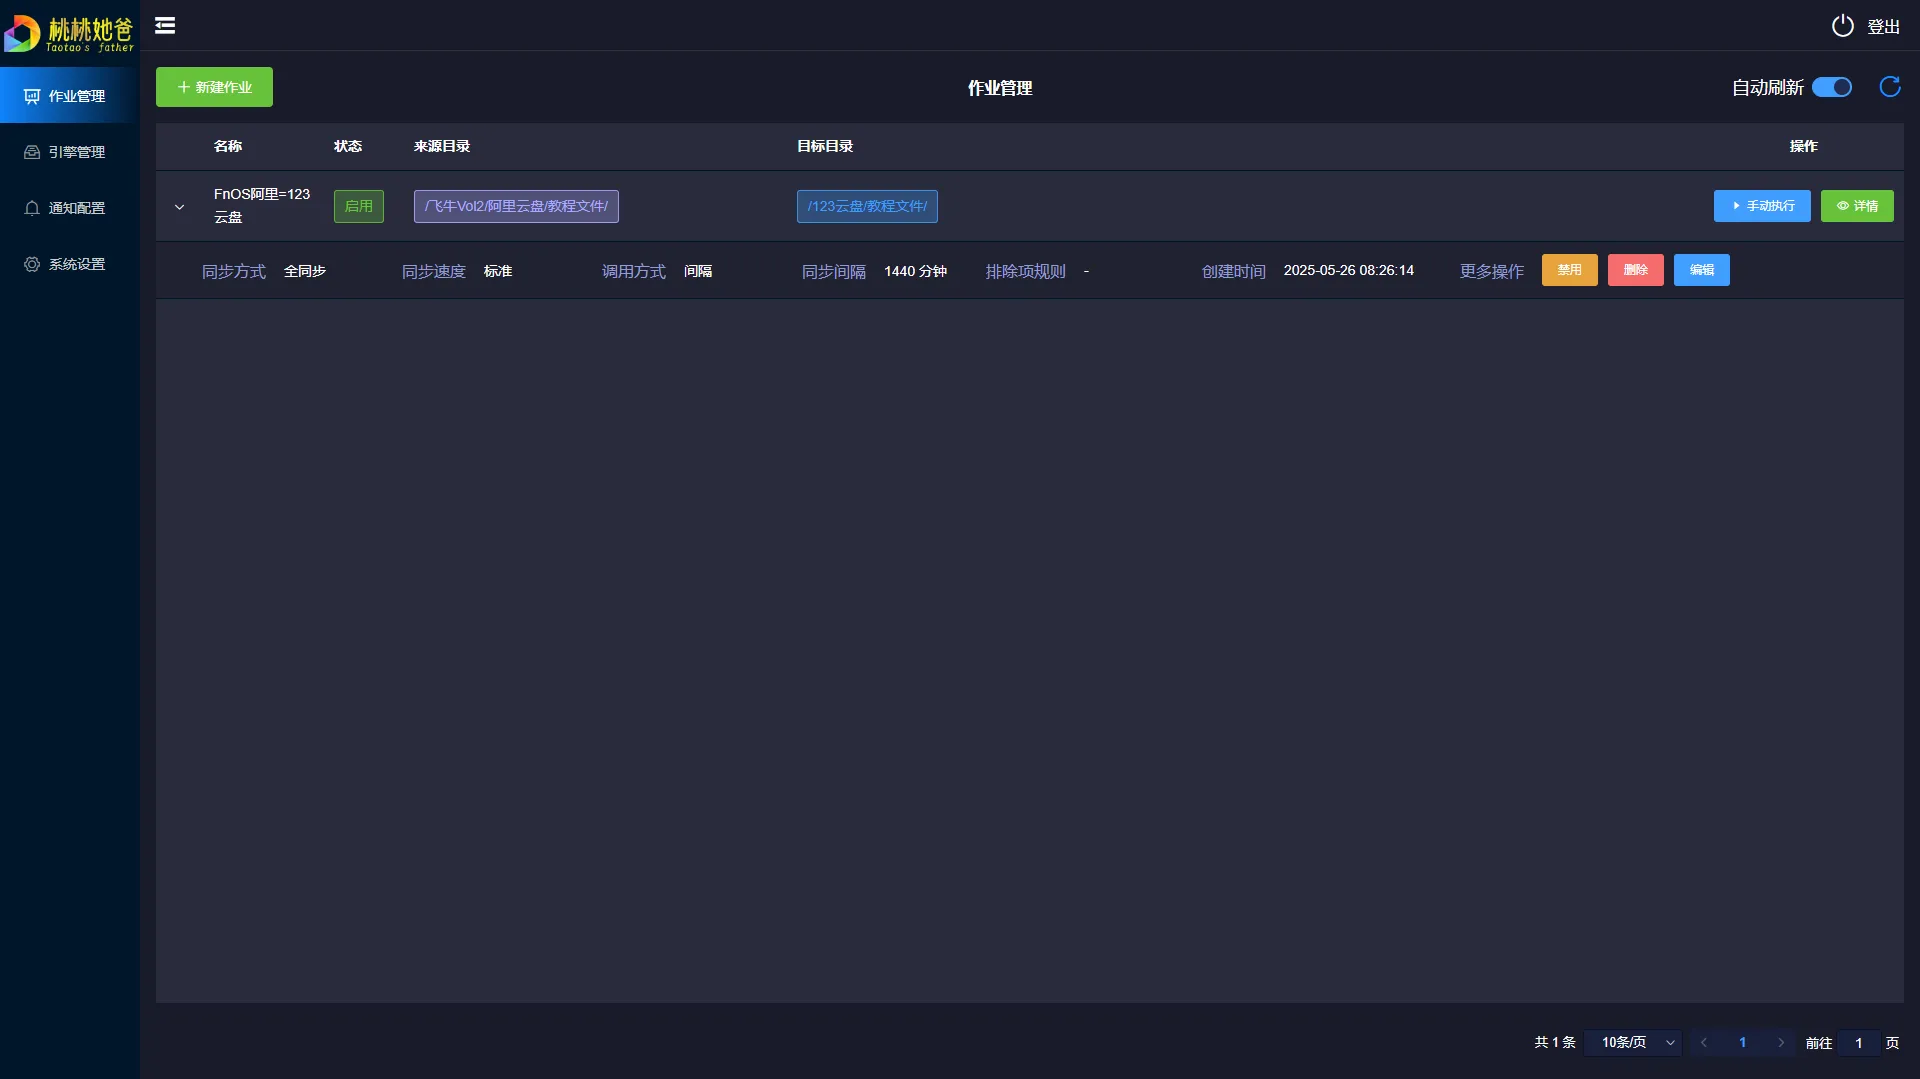 桃桃她爸
Taotao's father
登出
作业管理
引擎管理
通知配置
系统设置
新建作业
作业管理
自动刷新
名称 状态 来源目录 目标目录 操作
FnOS阿里=123
云盘
启用 /飞牛Vol2/阿里云盘/教程文件/ /123云盘/教程文件/ 手动执行 详情
同步方式 全同步 同步速度 标准 调用方式 间隔 同步间隔 1440 分钟 排除项规则 - 创建时间 2025-05-26 08:26:14 更多操作 禁用 删除 编辑
共 1 条 10条/页 1 前往 1 页